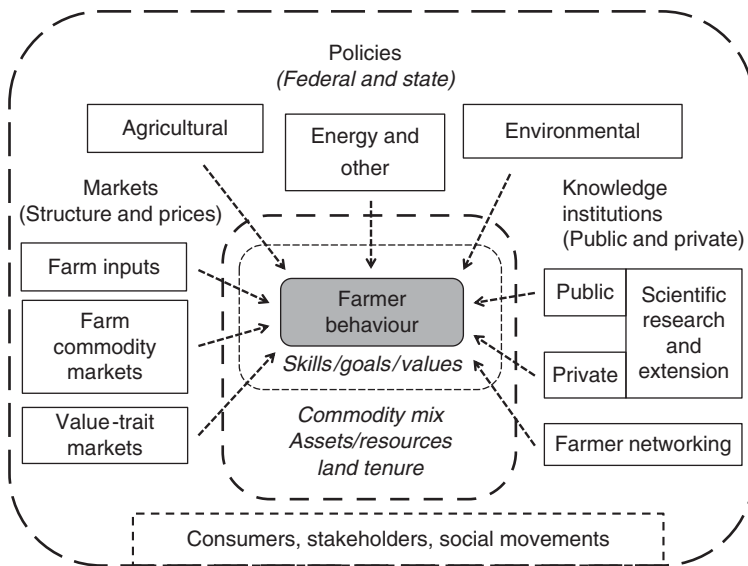 Policies
(Federal and state)
Agricultural
Energy and
other
Environmental
Markets
(Structure and prices)
Knowledge
institutions
(Public and private)
Farm inputs
Farm
commodity
markets
Value-trait
markets
Farmer
behaviour
Skills/goals/values
Commodity mix
Assets/resources
land tenure
Public
Private
Scientific
research
and
extension
Farmer networking
Consumers, stakeholders, social movements